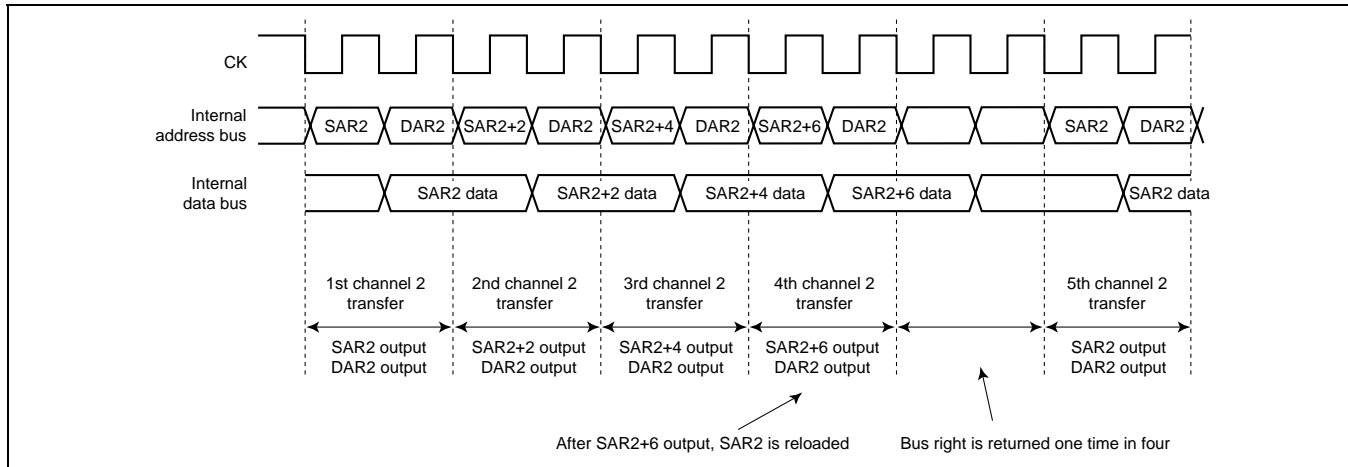 CK
Internal
address bus
SAR2 DAR2 SAR2+2 DAR2 SAR2+4 DAR2 SAR2+6 DAR2 SAR2 DAR2
Internal
data bus
SAR2 data SAR2+2 data SAR2+4 data SAR2+6 data SAR2 data
1st channel 2
transfer
2nd channel 2
transfer
3rd channel 2
transfer
4th channel 2
transfer
5th channel 2
transfer
SAR2 output
DAR2 output
SAR2+2 output
DAR2 output
SAR2+4 output
DAR2 output
SAR2+6 output
DAR2 output
SAR2 output
DAR2 output
After SAR2+6 output, SAR2 is reloaded
Bus right is returned one time in four